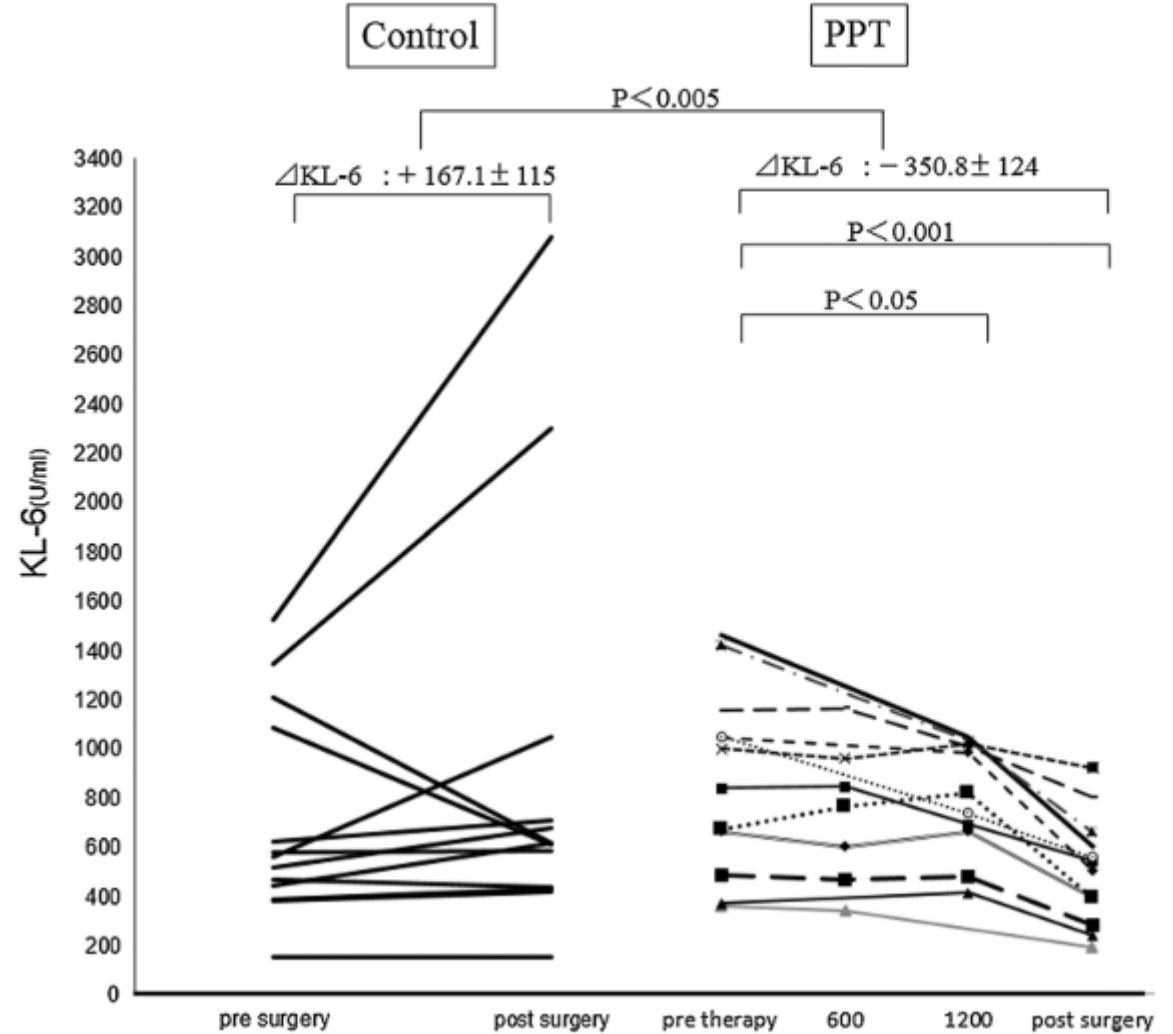 Control PPT
P<0.005
⊿KL-6 :+167.1±115 ⊿KL-6 :−350.8±124
P<0.001
P<0.05
KL-6(U/ml)
3400
3200
3000
2800
2600
2400
2200
2000
1800
1600
1400
1200
1000
800
600
400
200
0
pre surgery post surgery pre therapy 600 1200 post surgery